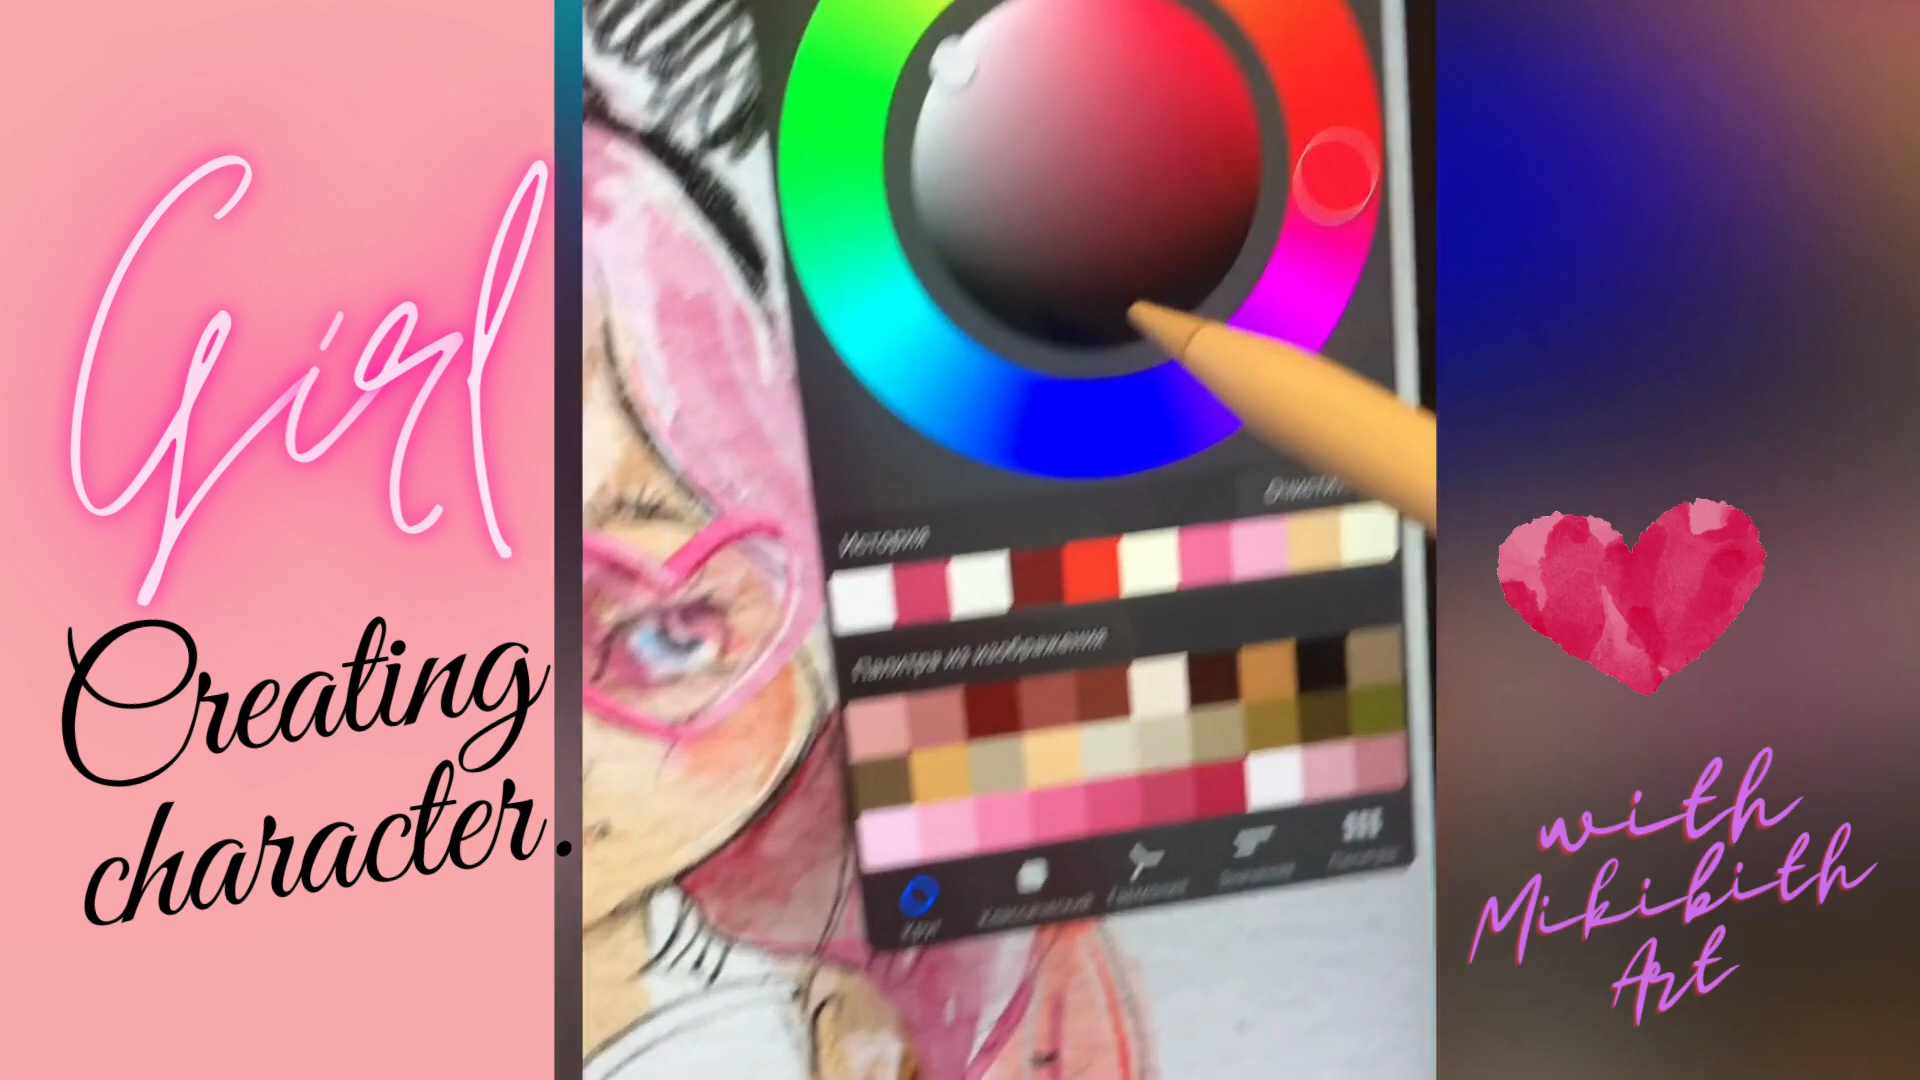 Girl
Creating
character.
История
Палитра из изображения
with
Mikibith
Art